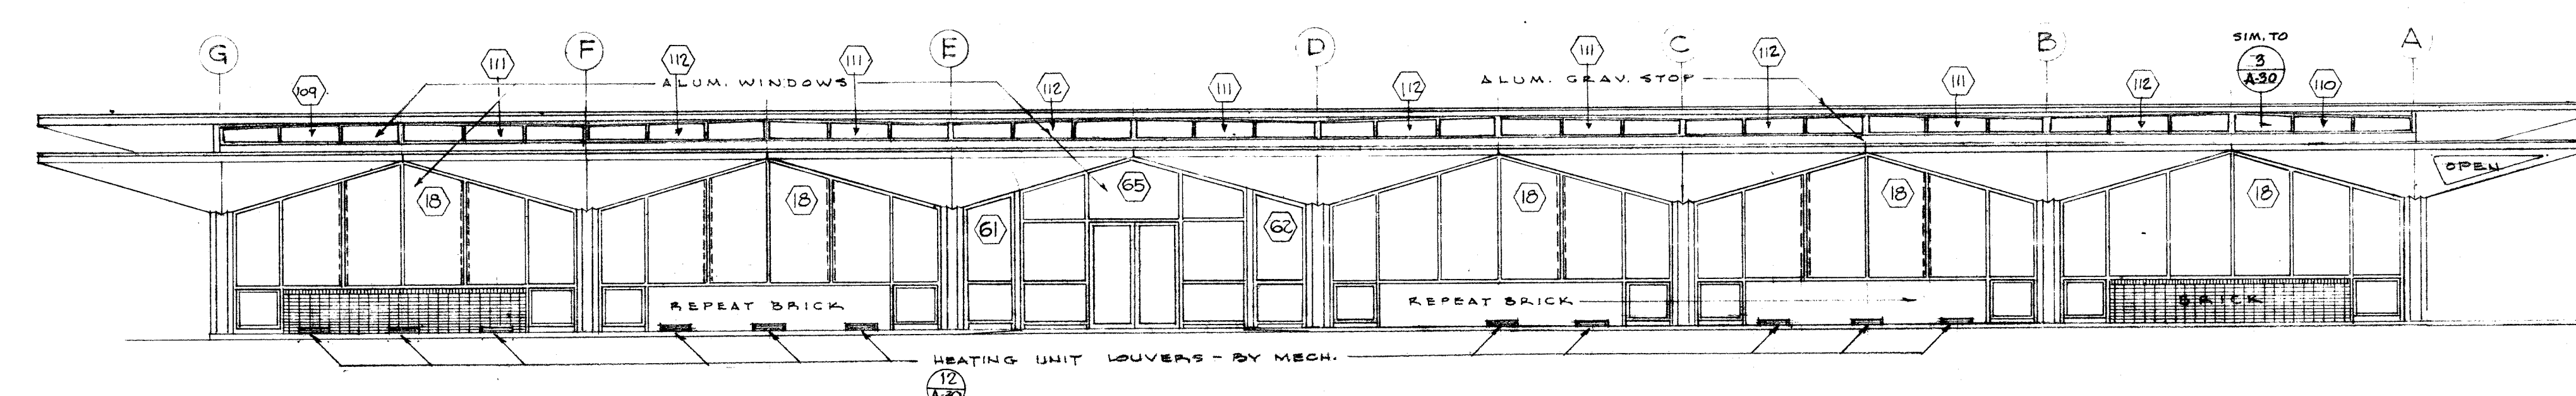 SIM. TO
G F E D C B A
3
A-30
109 111 112 111 112 111 112 111 112 111 112 110
ALUM. WINDOWS
ALUM. GRAV. STOP
OPEN
18 18 61 65 62 18 18 18
REPEAT BRICK
REPEAT BRICK
BRICK
HEATING UNIT LOUVERS - BY MECH.
12
A-30